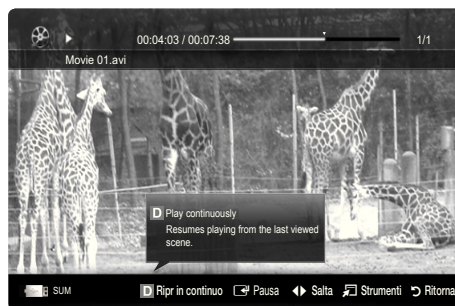 00:04:03 / 00:07:38 1/1
Movie 01.avi
D Play continuously
Resumes playing from the last viewed
scene.
SUM D Ripr in continuo Pausa Salta Strumenti Ritorna